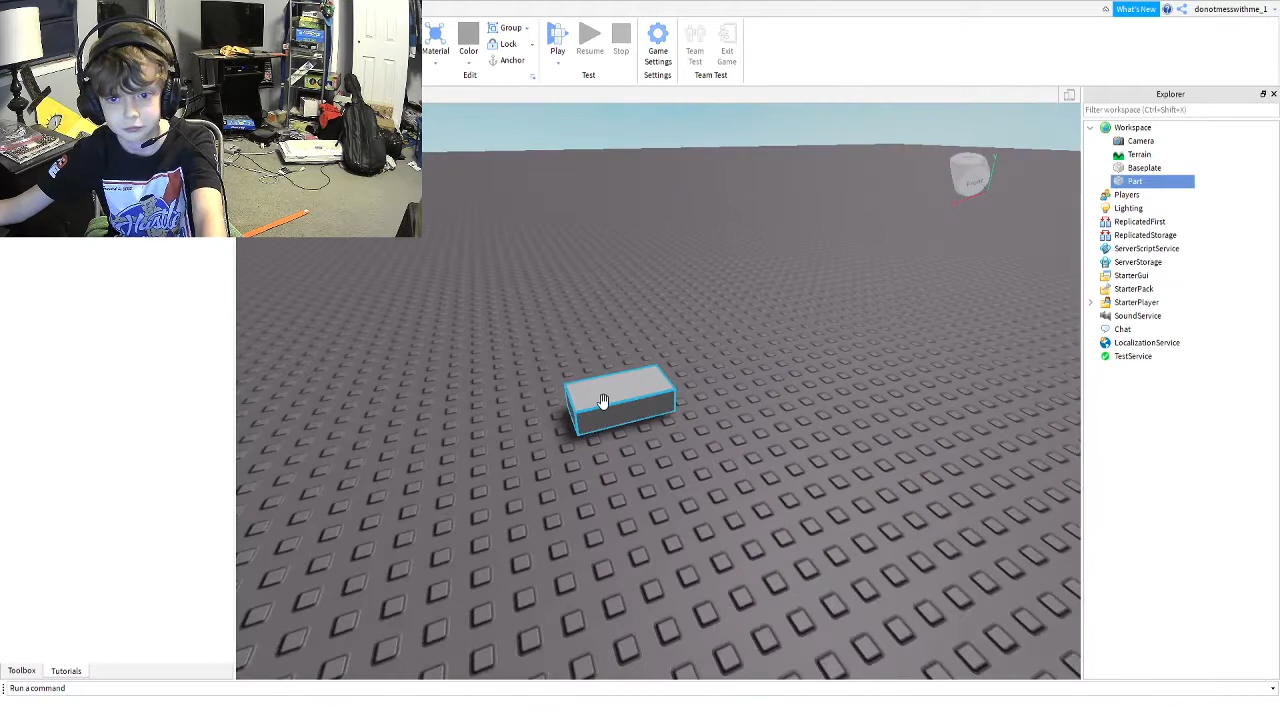 What's New
donotmesswithme_1
Material
Color
Group
Lock
Anchor
Edit
Play
Resume
Stop
Test
Game
Settings
Settings
Team
Test
Exit
Game
Team Test
Explorer
Filter workspace (Ctrl+Shift+X)
Workspace
Camera
Terrain
Baseplate
Part
Players
Lighting
ReplicatedFirst
ReplicatedStorage
ServerScriptService
ServerStorage
StarterGui
StarterPack
StarterPlayer
SoundService
Chat
LocalizationService
TestService
Front
Hustle
Toolbox
Tutorials
Run a command